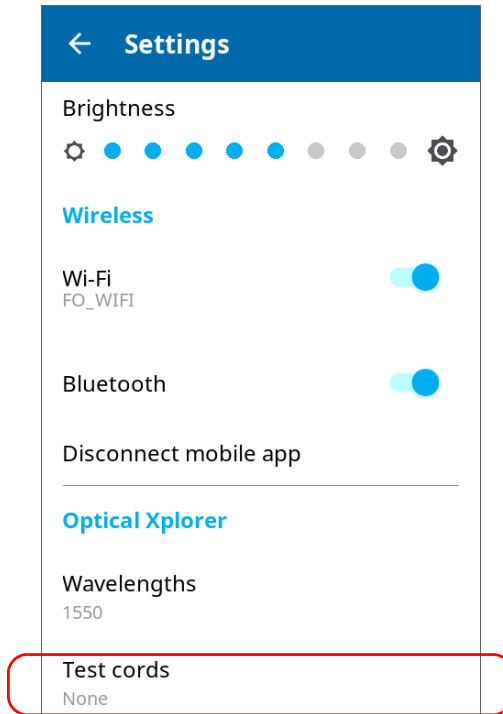 Settings
Brightness
Wireless
Wi-Fi
FO_WIFI
Bluetooth
Disconnect mobile app
Optical Xplorer
Wavelengths
1550
Test cords
None